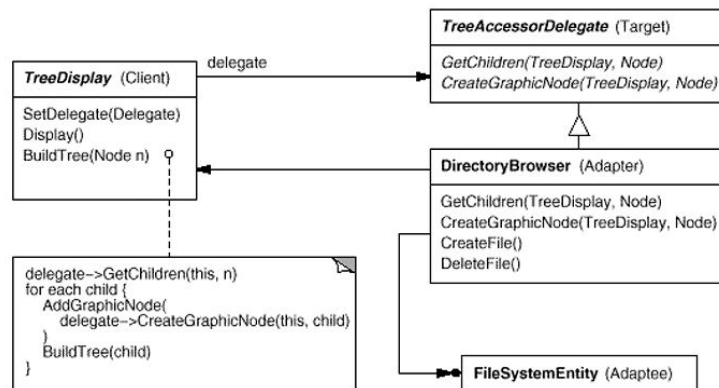 TreeAccessorDelegate (Target)
GetChildren(TreeDisplay, Node)
CreateGraphicNode(TreeDisplay, Node)
delegate
TreeDisplay (Client)
SetDelegate(Delegate)
Display()
BuildTree(Node n)
DirectoryBrowser (Adapter)
GetChildren(TreeDisplay, Node)
CreateGraphicNode(TreeDisplay, Node)
CreateFile()
DeleteFile()
delegate->GetChildren(this, n)
for each child {
AddGraphicNode(
delegate->CreateGraphicNode(this, child)
)
BuildTree(child)
}
FileSystemEntity (Adaptee)